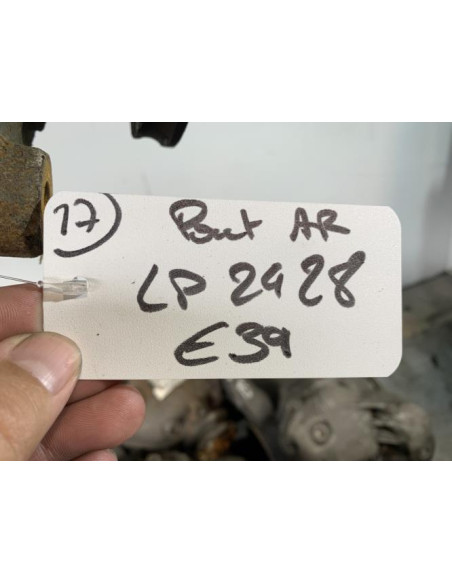 17
Pont AR
LP 2428
E39